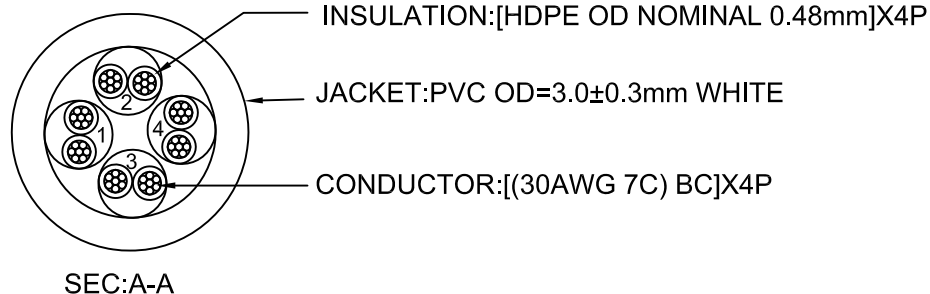 INSULATION:[HDPE OD NOMINAL 0.48mm]X4P
2
JACKET:PVC OD=3.0±0.3mm WHITE
1
4
3
CONDUCTOR:[(30AWG 7C) BC]X4P
SEC:A-A